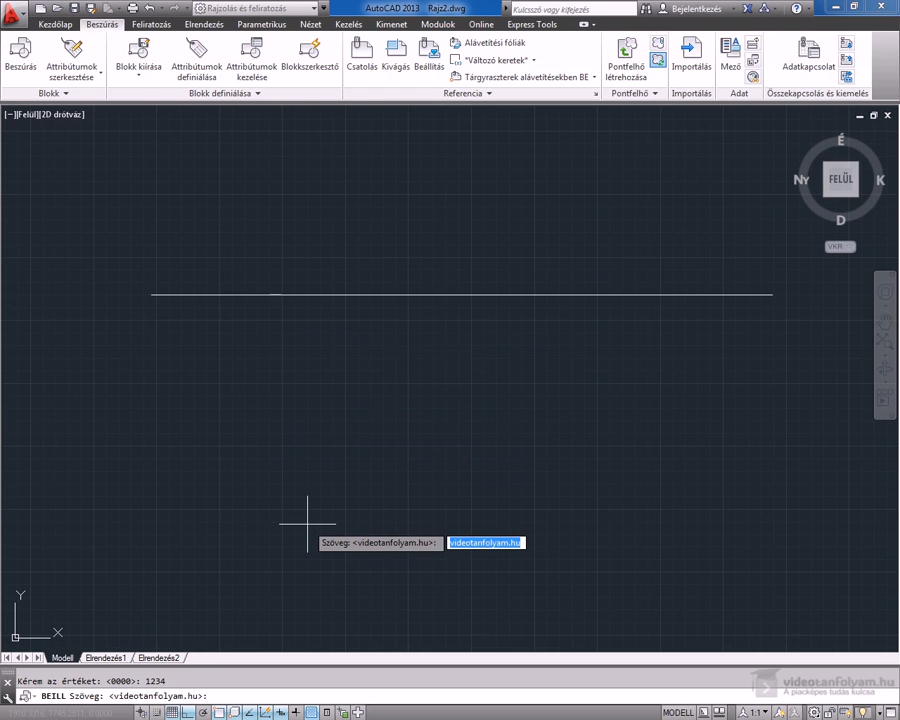 Rajzolás és feliratozás
AutoCAD 2013 Rajz2.dwg
Kulcsszó vagy kifejezés
Bejelentkezés
Kezdőlap Beszúrás Feliratozás Elrendezés Parametrikus Nézet Kezelés Kimenet Modulok Online Express Tools
Beszúrás
Attribútumok szerkesztése
Blokk kiírása
Attribútumok definiálása
Attribútumok kezelése
Blokkszerkesztő
Csatolás
Kivágás
Beállítás
Alávetítési fóliák
*Változó keretek*
Tárgyraszterek alávetítésekben BE
Portfelhő létrehozása
Importálás
Mező
Adatkapcsolat
Blokk
Blokk definiálása
Referencia
Pontfelhő
Importálás
Adat
Összekapcsolás és kiemelés
[−][Felül][2D drótváz]
É
Ny FELÜL K
D
VKR
Szöveg: <videotanfolyam.hu>: videotanfolyam.hu
Y
X
Modell Elrendezés1 Elrendezés2
Kérem az értéket: <0000>: 1234
BEILL Szöveg: <videotanfolyam.hu>:
MODELL
1:1
videotanfolyam.hu
A piacképes tudás kulcsa